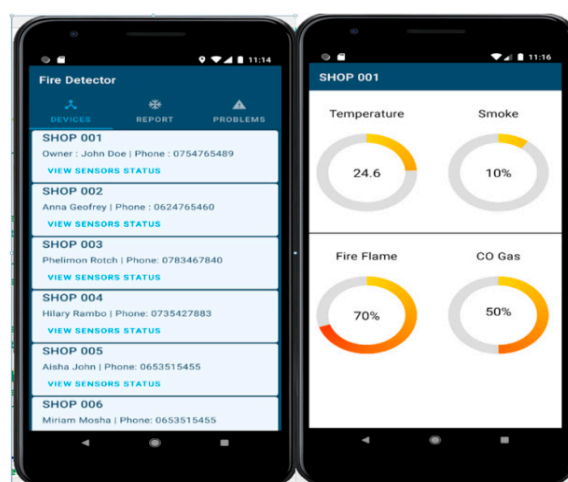 11:14
Fire Detector
DEVICES REPORT PROBLEMS
SHOP 001
Owner : John Doe | Phone : 0754765489
VIEW SENSORS STATUS
SHOP 002
Anna Geofrey | Phone : 0624765460
VIEW SENSORS STATUS
SHOP 003
Phelimon Rotch | Phone: 0783467840
VIEW SENSORS STATUS
SHOP 004
Hilary Rambo | Phone: 0735427883
VIEW SENSORS STATUS
SHOP 005
Aisha John | Phone: 0653515455
VIEW SENSORS STATUS
SHOP 006
Miriam Mosha | Phone: 0653515455
11:16
SHOP 001
Temperature Smoke
24.6 10%
Fire Flame CO Gas
70% 50%